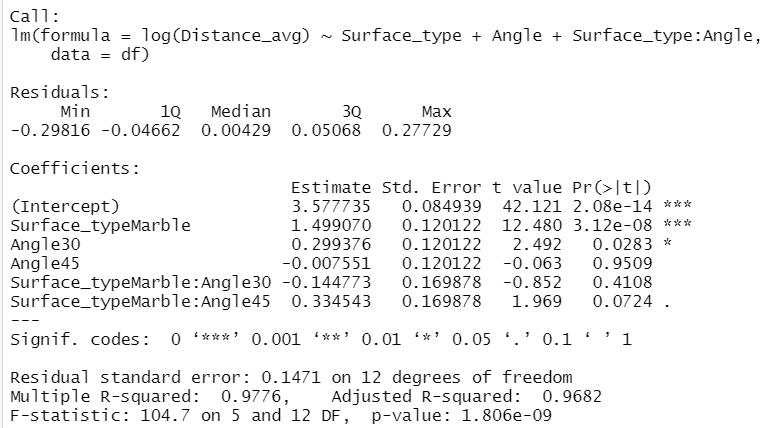 Call:
lm(formula = log(Distance_avg) ~ Surface_type + Angle + Surface_type:Angle,
    data = df)

Residuals:
     Min       1Q   Median       3Q      Max
-0.29816 -0.04662  0.00429  0.05068  0.27729

Coefficients:
                            Estimate Std. Error t value Pr(>|t|)
(Intercept)                 3.577735   0.084939  42.121 2.08e-14 ***
Surface_typeMarble          1.499070   0.120122  12.480 3.12e-08 ***
Angle30                     0.299376   0.120122   2.492   0.0283 *
Angle45                    -0.007551   0.120122  -0.063   0.9509
Surface_typeMarble:Angle30 -0.144773   0.169878  -0.852   0.4108
Surface_typeMarble:Angle45  0.334543   0.169878   1.969   0.0724 .
---
Signif. codes:  0 ‘***’ 0.001 ‘**’ 0.01 ‘*’ 0.05 ‘.’ 0.1 ‘ ’ 1

Residual standard error: 0.1471 on 12 degrees of freedom
Multiple R-squared:  0.9776,    Adjusted R-squared:  0.9682
F-statistic: 104.7 on 5 and 12 DF,  p-value: 1.806e-09